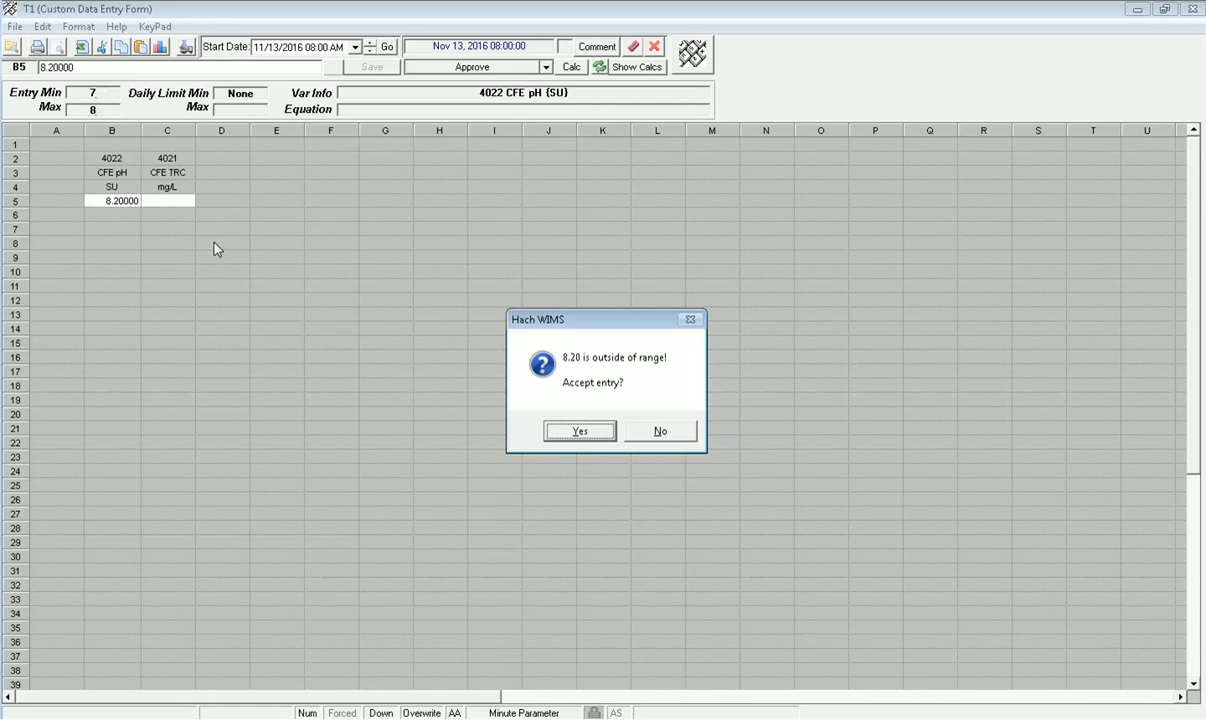 T1 (Custom Data Entry Form)
File Edit Format Help KeyPad
Start Date: 11/13/2016 08:00 AM Go Nov 13, 2016 08:00:00 Comment
B5 8.20000 Save Approve Calc Show Calcs
Entry Min 7 Daily Limit Min None Var Info 4022 CFE pH {SU}
Max 8 Max Equation
A B C D E F G H I J K L M N O P Q R S T U
1
2 4022 4021
3 CFE pH CFE TRC
4 SU mg/L
5 8.20000
6
7
8
9
10
11
12
13
14
15
16
17
18
19
20
21
22
23
24
25
26
27
28
29
30
31
32
33
34
35
36
37
38
39
Hach WIMS
8.20 is outside of range!
Accept entry?
Yes No
Num Forced Down Overwrite AA Minute Parameter AS